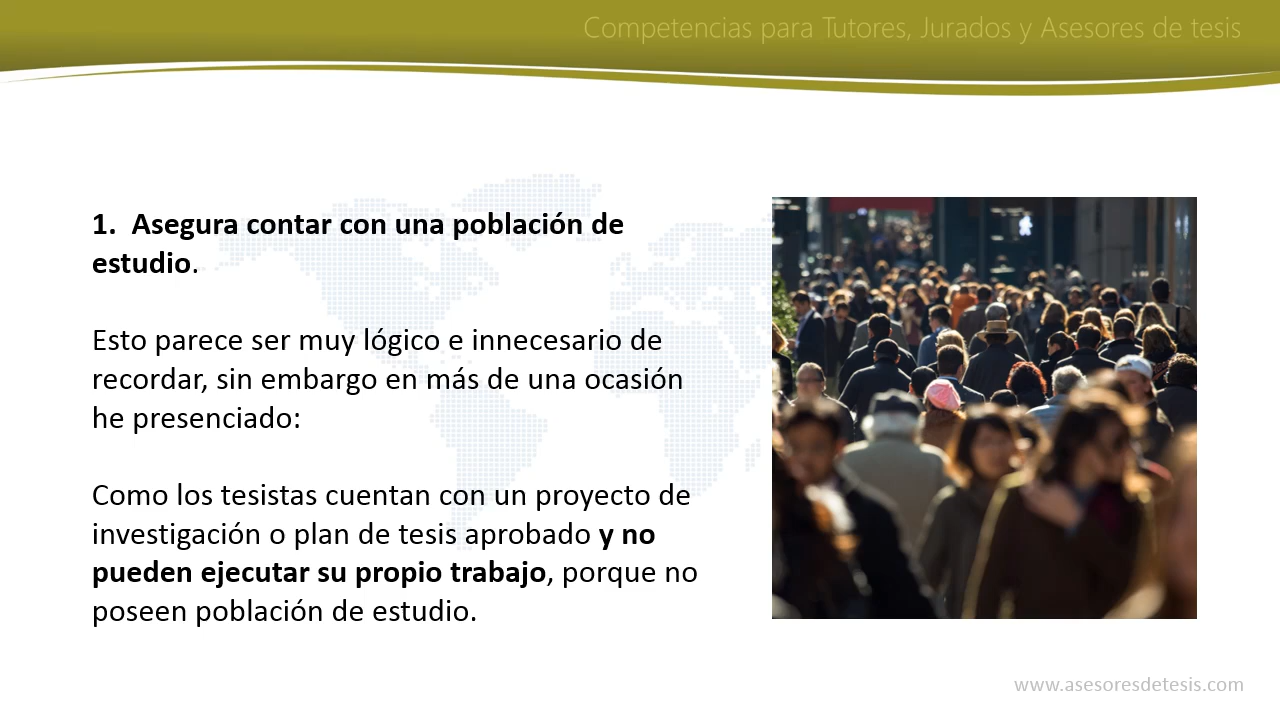 Competencias para Tutores, Jurados y Asesores de tesis
1. Asegura contar con una población de
estudio.
Esto parece ser muy lógico e innecesario de
recordar, sin embargo en más de una ocasión
he presenciado:
Como los tesistas cuentan con un proyecto de
investigación o plan de tesis aprobado y no
pueden ejecutar su propio trabajo, porque no
poseen población de estudio.
www.asesoresdetesis.com